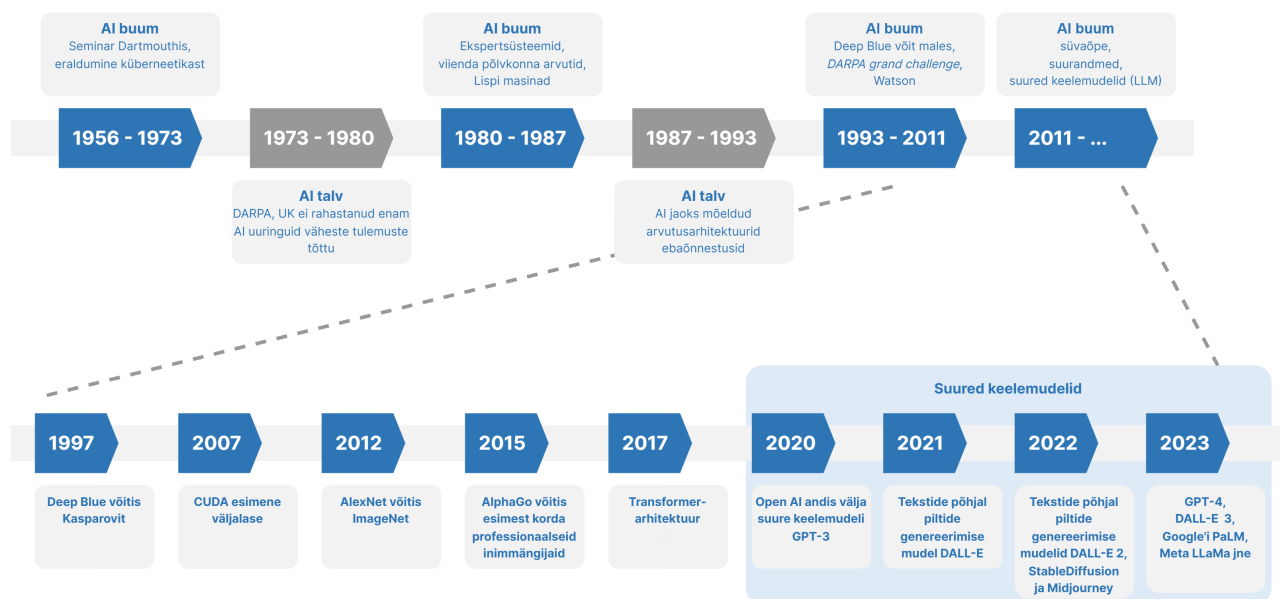 AI buum
Seminar Dartmouthis,
eraldumine küberneetikast
AI buum
Ekspertsüsteemid,
viienda põlvkonna arvutid,
Lispi masinad
AI buum
Deep Blue võit males,
DARPA grand challenge,
Watson
AI buum
süvaõpe,
suurandmed,
suured keelemudelid (LLM)
1956 - 1973
1973 - 1980
1980 - 1987
1987 - 1993
1993 - 2011
2011 - ...
AI talv
DARPA, UK ei rahastanud enam
AI uuringuid väheste tulemuste
tõttu
AI talv
AI jaoks mõeldud
arvutusarhitektuurid
ebaõnnestusid
Suured keelemudelid
1997
2007
2012
2015
2017
2020
2021
2022
2023
Deep Blue võitis
Kasparovit
CUDA esimene
väljalase
AlexNet võitis
ImageNet
AlphaGo võitis
esimest korda
professionaalseid
inimmängijaid
Transformer-
arhitektuur
Open AI andis välja
suure keelemudeli
GPT-3
Tekstide põhjal
piltide
genereerimise
mudel DALL-E
Tekstide põhjal
piltide
genereerimise
mudelid DALL-E 2,
StableDiffusion
ja Midjourney
GPT-4,
DALL-E 3,
Google'i PaLM,
Meta LLaMa jne